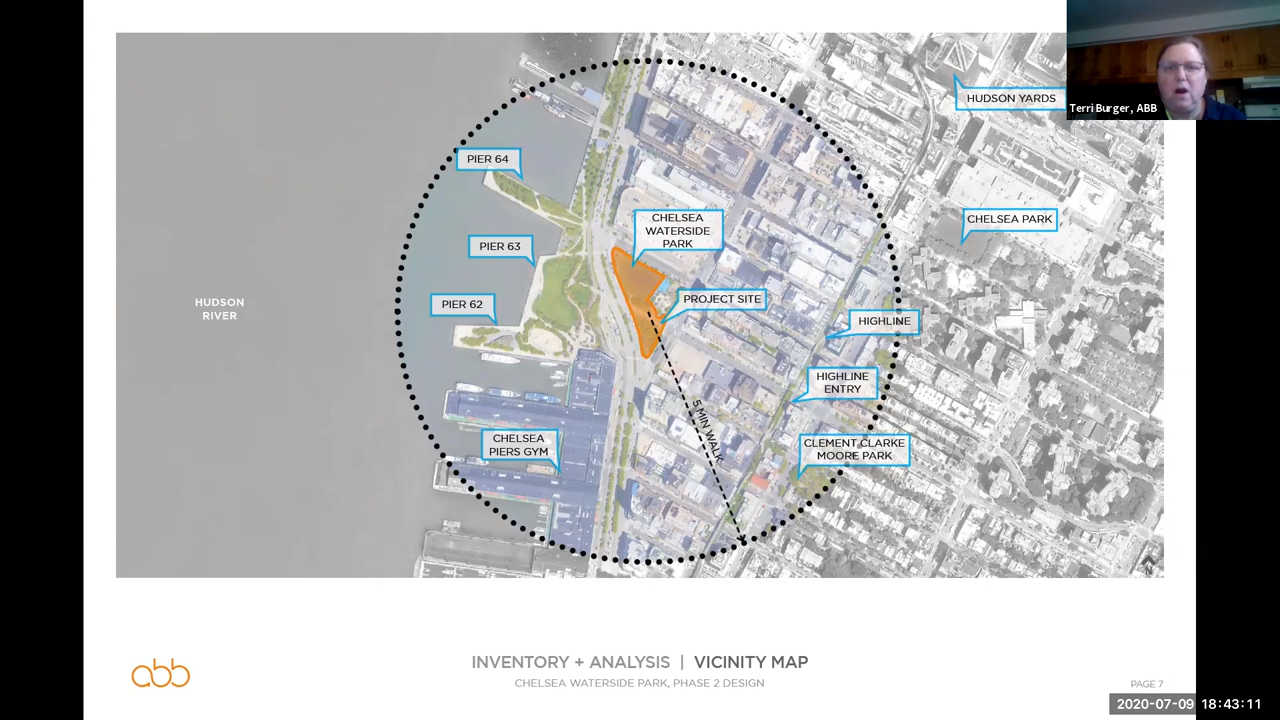 HUDSON YARDS
Terri Burger, ABB
PIER 64
CHELSEA
WATERSIDE
PARK
CHELSEA PARK
PIER 63
PROJECT SITE
PIER 62
HUDSON
RIVER
HIGHLINE
HIGHLINE
ENTRY
5 MIN WALK
CHELSEA
PIERS GYM
CLEMENT CLARKE
MOORE PARK
N
abb
INVENTORY + ANALYSIS | VICINITY MAP
CHELSEA WATERSIDE PARK, PHASE 2 DESIGN
PAGE 7
2020-07-09 18:43:11